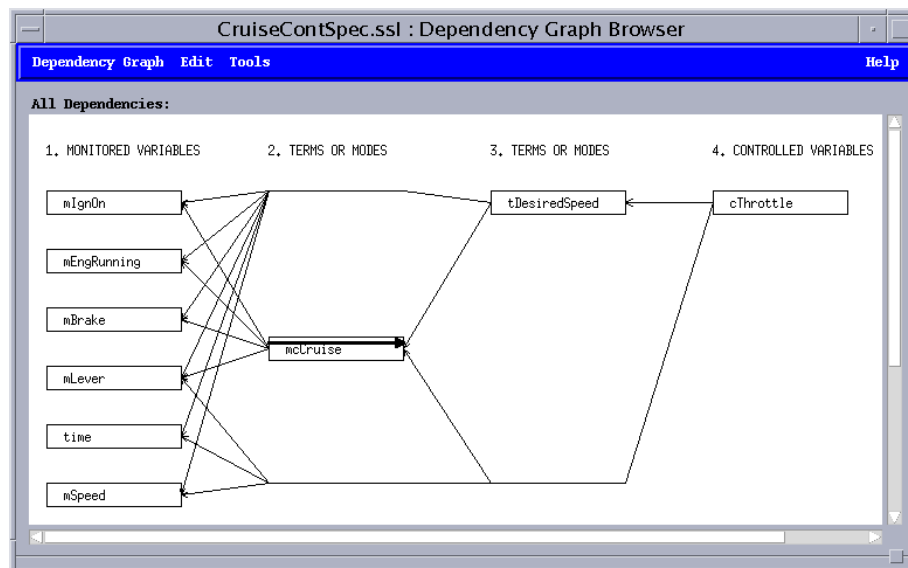 CruiseContSpec.ssl : Dependency Graph Browser
Dependency Graph Edit Tools Help
All Dependencies:
1. MONITORED VARIABLES 2. TERMS OR MODES 3. TERMS OR MODES 4. CONTROLLED VARIABLES
mIgnOn tDesiredSpeed cThrottle
mEngRunning
mBrake
mcCruise
mLever
time
mSpeed